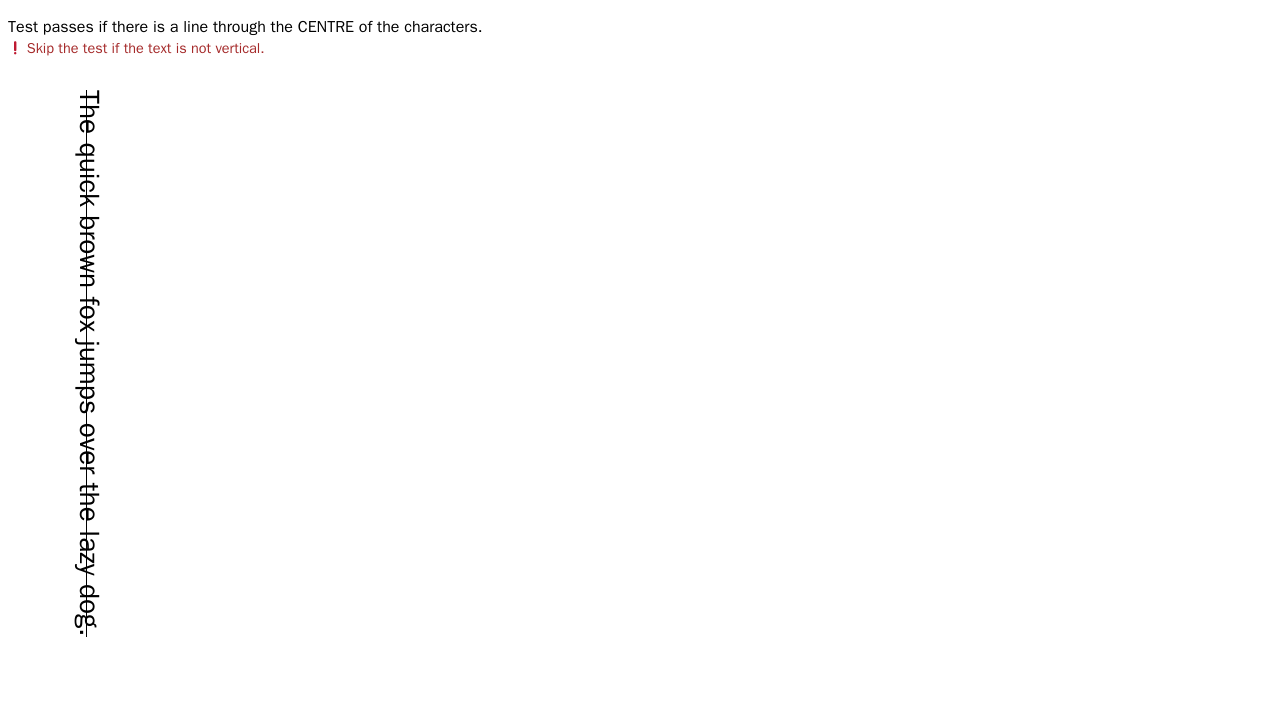 Test passes if there is a line through the CENTRE of the characters.
❗ Skip the test if the text is not vertical.
The quick brown fox jumps over the lazy dog.